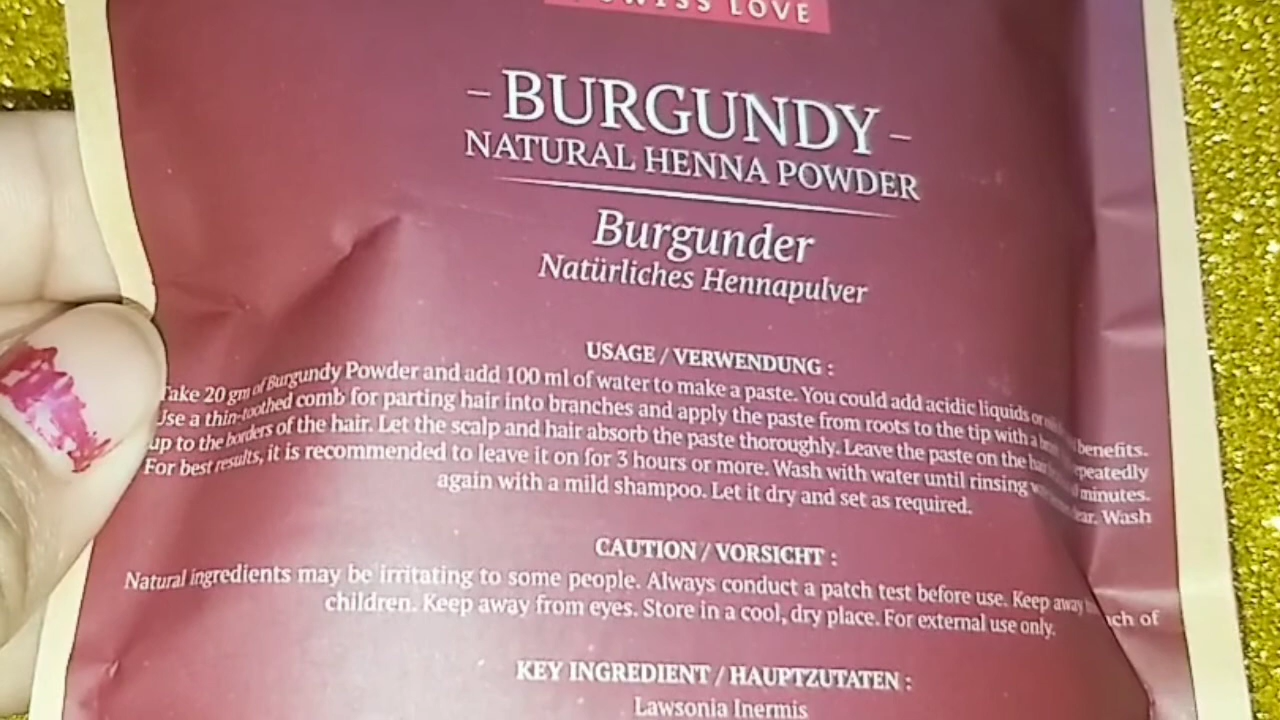 SWISS LOVE
- BURGUNDY -
NATURAL HENNA POWDER
Burgunder
Natürliches Hennapulver
USAGE / VERWENDUNG :
Take 20 gm of Burgundy Powder and add 100 ml of water to make a paste. You could add acidic liquids or benefits.
Use a thin-toothed comb for parting hair into branches and apply the paste from roots to the tip with a repeatedly
up to the borders of the hair. Let the scalp and hair absorb the paste thoroughly. Leave the paste on the minutes.
For best results, it is recommended to leave it on for 3 hours or more. Wash with water until rinsing Wash
again with a mild shampoo. Let it dry and set as required.
CAUTION / VORSICHT :
Natural ingredients may be irritating to some people. Always conduct a patch test before use. Keep away of
children. Keep away from eyes. Store in a cool, dry place. For external use only.
KEY INGREDIENT / HAUPTZUTATEN :
Lawsonia Inermis